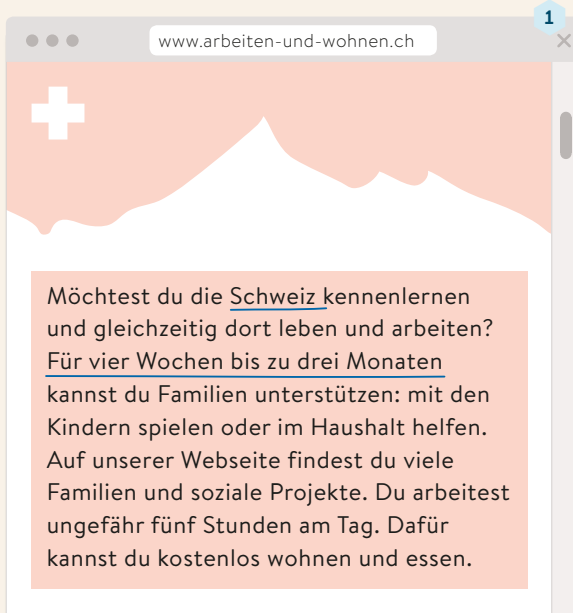 1
www.arbeiten-und-wohnen.ch
Möchtest du die Schweiz kennenlernen
und gleichzeitig dort leben und arbeiten?
Für vier Wochen bis zu drei Monaten
kannst du Familien unterstützen: mit den
Kindern spielen oder im Haushalt helfen.
Auf unserer Webseite findest du viele
Familien und soziale Projekte. Du arbeitest
ungefähr fünf Stunden am Tag. Dafür
kannst du kostenlos wohnen und essen.